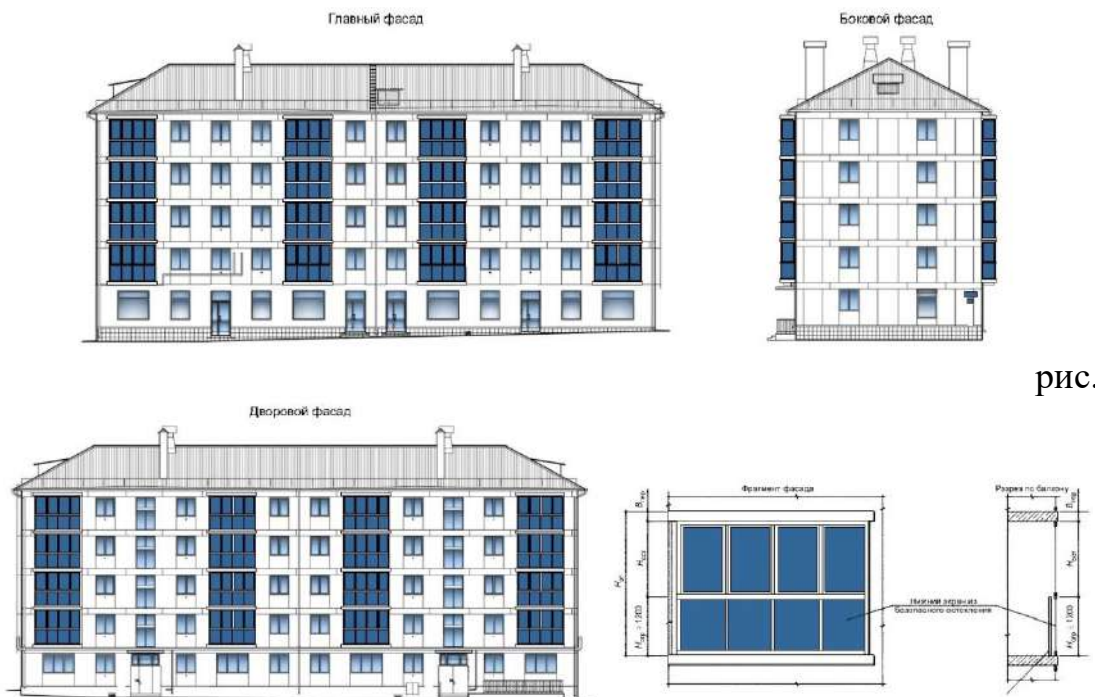 Главный фасад
Боковой фасад
рис.
Дворовой фасад
Фрагмент фасада
Разрез по балкону
Нижний экран из
безопасного остекления